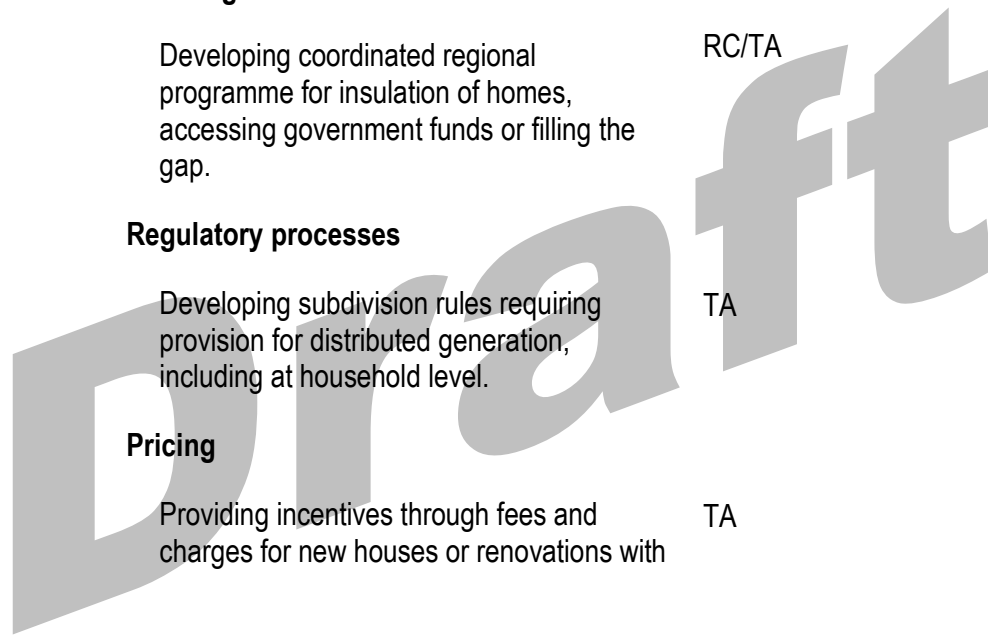 Developing coordinated regional RC/TA
programme for insulation of homes,
accessing government funds or filling the
gap.
Regulatory processes
Developing subdivision rules requiring TA
provision for distributed generation,
including at household level.
Pricing
Providing incentives through fees and TA
charges for new houses or renovations with
Draft